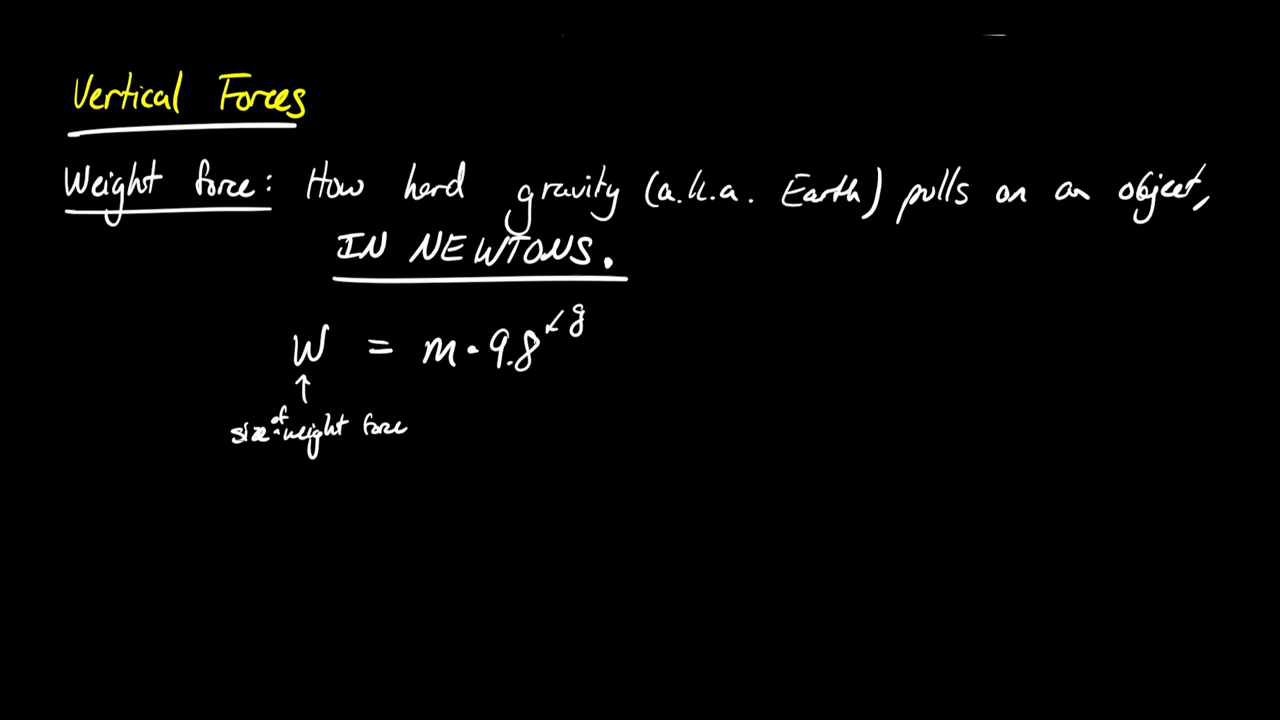 Vertical Forces
Weight force: How hard gravity (a.k.a. Earth) pulls on an object,
IN NEWTONS.
W = m · 9.8 ↙ g
↑
size of weight force